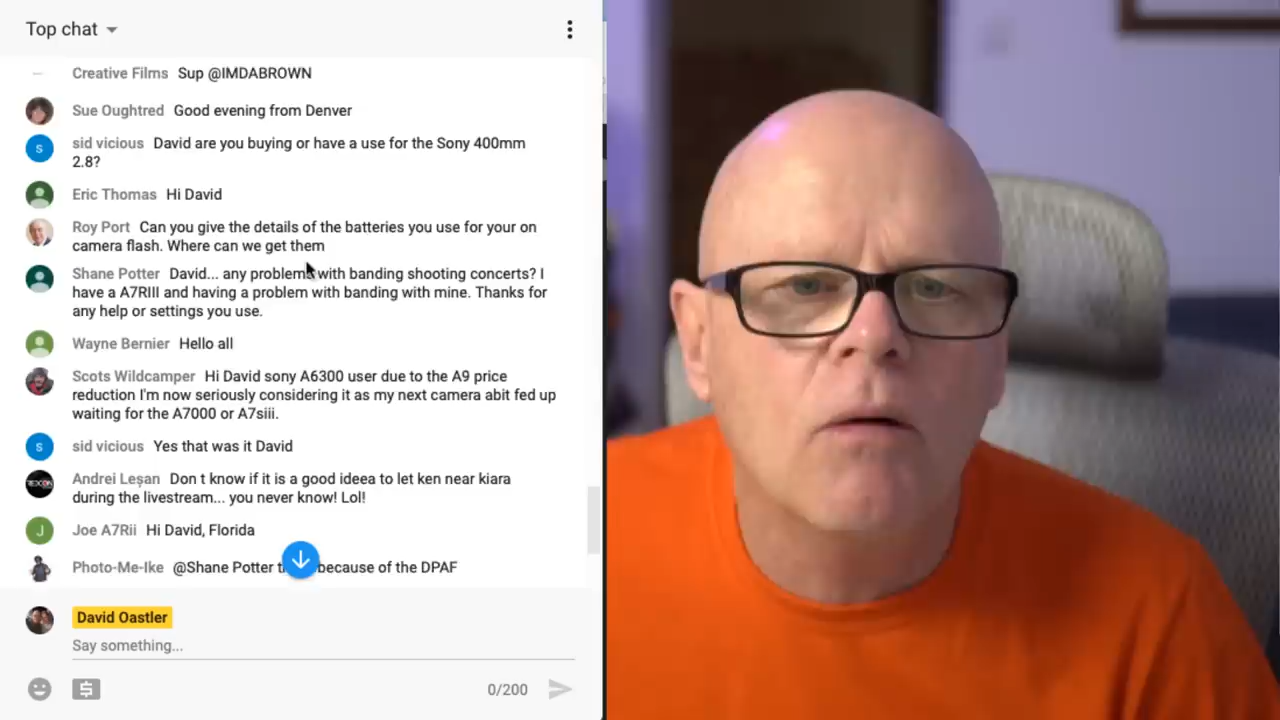 Top chat
Creative Films Sup @IMDABROWN
Sue Oughtred Good evening from Denver
sid vicious David are you buying or have a use for the Sony 400mm
2.8?
Eric Thomas Hi David
Roy Port Can you give the details of the batteries you use for your on
camera flash. Where can we get them
Shane Potter David... any problems with banding shooting concerts? I
have a A7RIII and having a problem with banding with mine. Thanks for
any help or settings you use.
Wayne Bernier Hello all
Scots Wildcamper Hi David sony A6300 user due to the A9 price
reduction I'm now seriously considering it as my next camera abit fed up
waiting for the A7000 or A7siii.
sid vicious Yes that was it David
Andrei Leșan Don t know if it is a good ideea to let ken near kiara
during the livestream... you never know! Lol!
Joe A7Rii Hi David, Florida
Photo-Me-Ike @Shane Potter because of the DPAF
David Oastler
Say something...
0/200